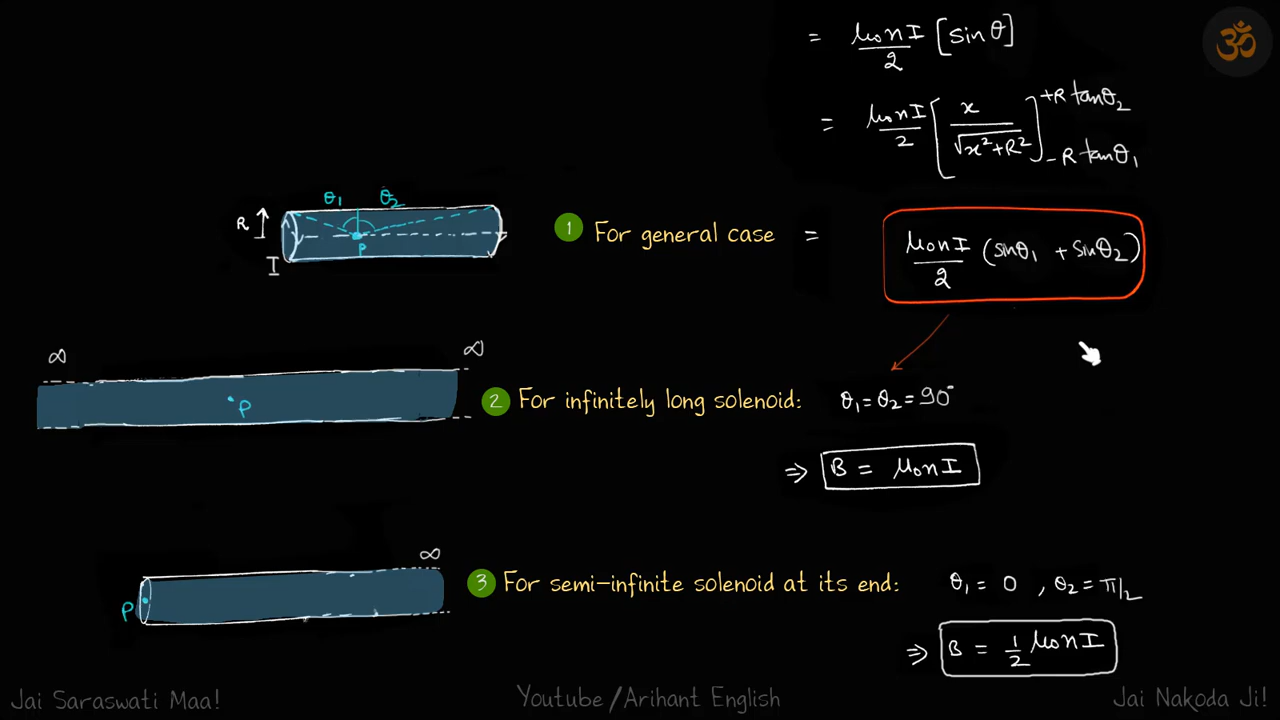 = μ₀nI/2 [sinθ]
ॐ
= μ₀nI/2 [x/√x²+R²] +R tanθ₂ −R tanθ₁
θ₁ θ₂
R
P
I
1 For general case = μ₀nI/2 (sinθ₁ + sinθ₂)
∞ ∞
P
2 For infinitely long solenoid: θ₁ = θ₂ = 90°
⇒ B = μ₀nI
∞
P
3 For semi-infinite solenoid at its end: θ₁ = 0 , θ₂ = π/2
⇒ B = 1/2 μ₀nI
Jai Saraswati Maa! Youtube /Arihant English Jai Nakoda Ji!